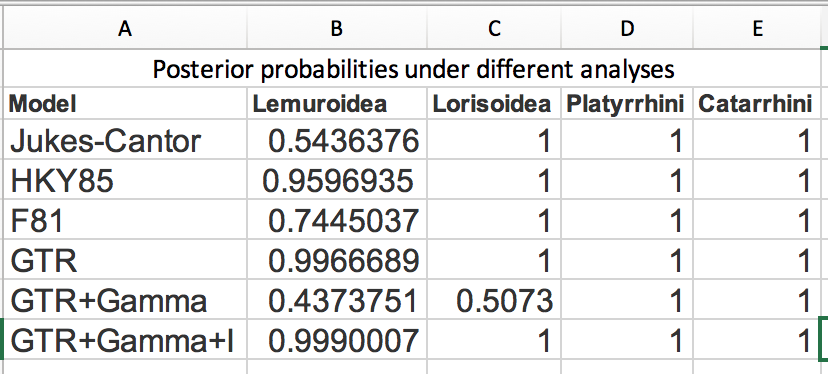 A B C D E
Posterior probabilities under different analyses
Model Lemuroidea Lorisoidea Platyrrhini Catarrhini
Jukes-Cantor 0.5436376 1 1 1
HKY85 0.9596935 1 1 1
F81 0.7445037 1 1 1
GTR 0.9966689 1 1 1
GTR+Gamma 0.4373751 0.5073 1 1
GTR+Gamma+I 0.9990007 1 1 1